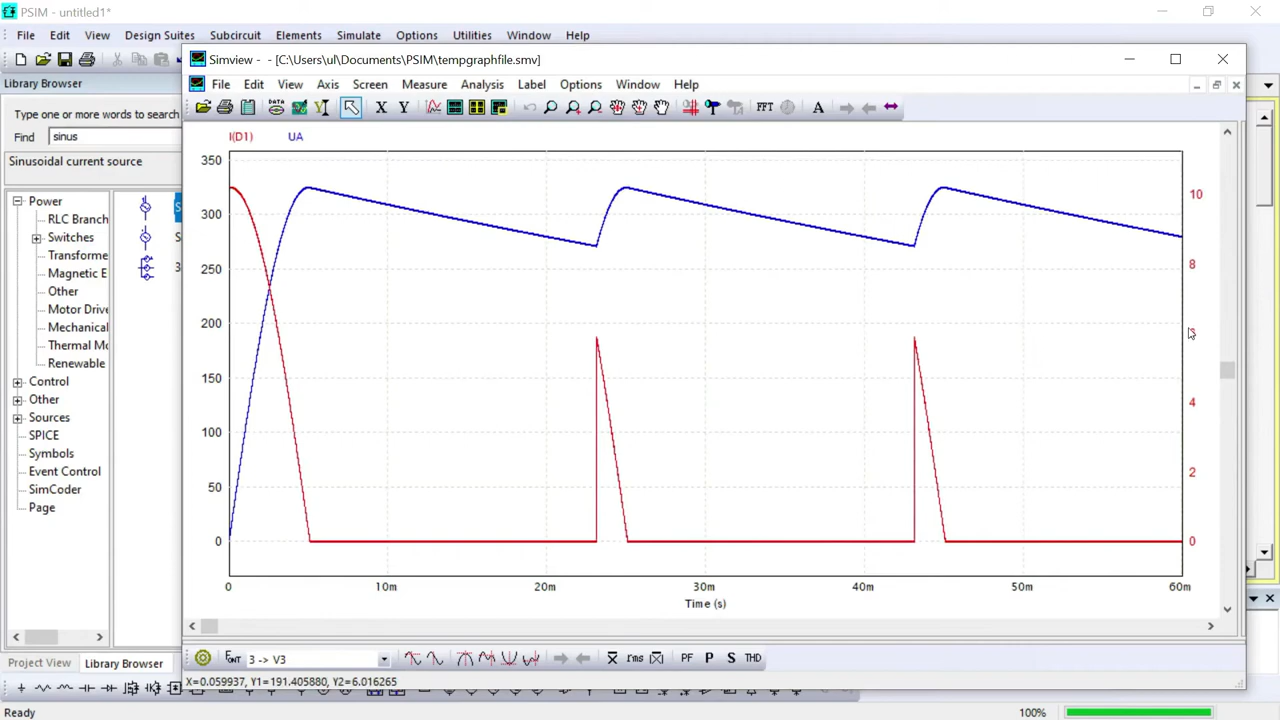 PSIM - untitled1*
File Edit View Design Suites Subcircuit Elements Simulate Options Utilities Window Help
Library Browser
Type one or more words to search
Find sinus
Sinusoidal current source
Power
RLC Branch
Switches
Transforme
Magnetic E
Other
Motor Drive
Mechanical
Thermal Mo
Renewable
Control
Other
Sources
SPICE
Symbols
Event Control
SimCoder
Page
S
S
3
Project View Library Browser
Simview - - [C:\Users\ul\Documents\PSIM\tempgraphfile.smv]
File Edit View Axis Screen Measure Analysis Label Options Window Help
DATA X Y FFT A
I(D1) UA
350
300
250
200
150
100
50
0
10
8
4
2
0
0 10m 20m 30m 40m 50m 60m
Time (s)
FONT 3 -> V3 X rms |X| PF P S THD
X=0.059937, Y1=191.405880, Y2=6.016265
Ready 100%